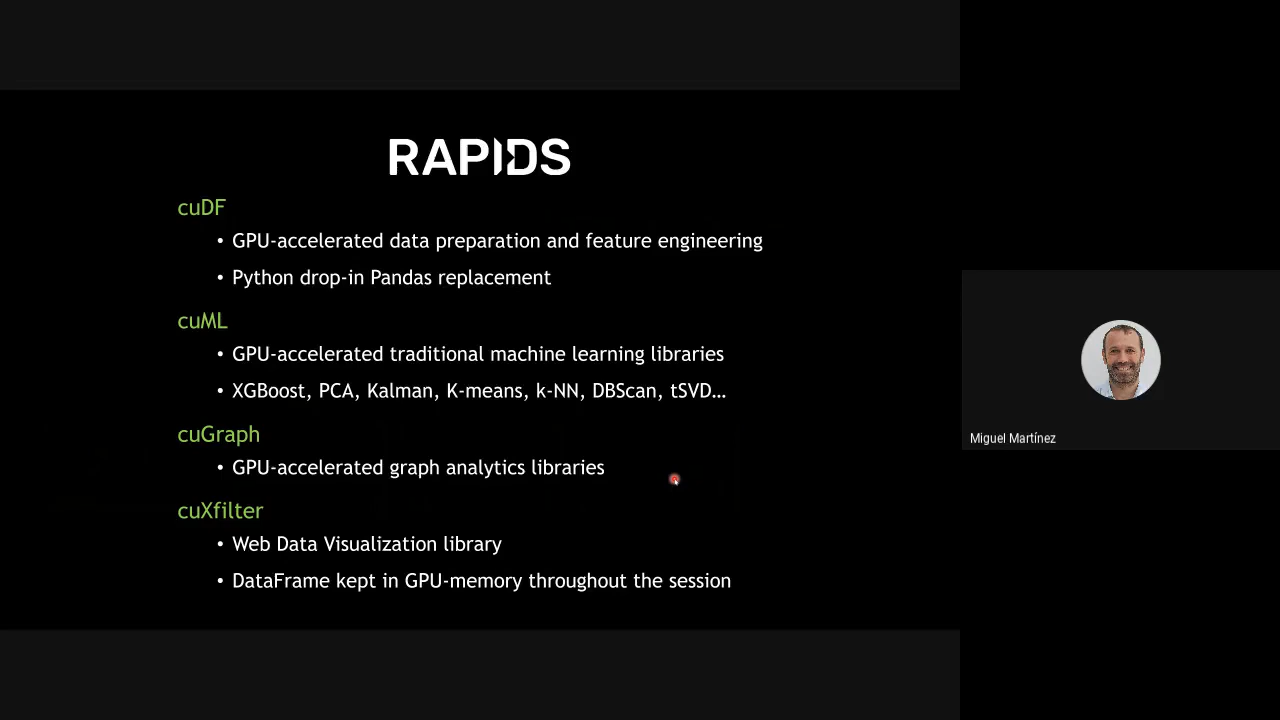 RAPIDS
cuDF
• GPU-accelerated data preparation and feature engineering
• Python drop-in Pandas replacement
cuML
• GPU-accelerated traditional machine learning libraries
• XGBoost, PCA, Kalman, K-means, k-NN, DBScan, tSVD…
cuGraph
• GPU-accelerated graph analytics libraries
cuXfilter
• Web Data Visualization library
• DataFrame kept in GPU-memory throughout the session
Miguel Martínez